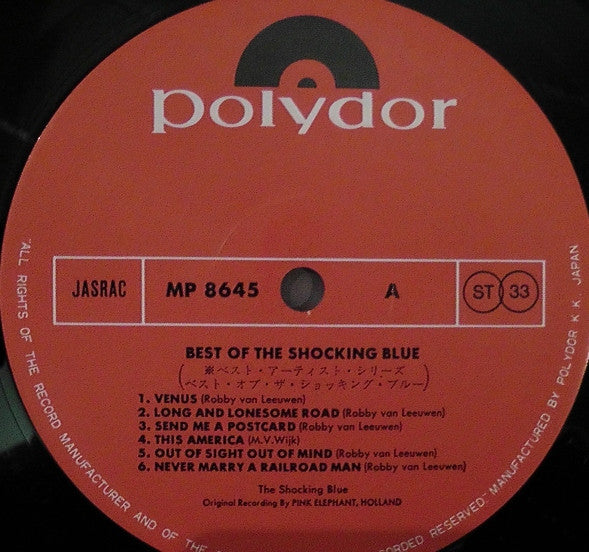 polydor
JASRAC MP 8645 A ST 33
BEST OF THE SHOCKING BLUE
(※ベスト・アーティスト・シリーズ
ベスト・オブ・ザ・ショッキング・ブルー)
1. VENUS (Robby van Leeuwen)
2. LONG AND LONESOME ROAD (Robby van Leeuwen)
3. SEND ME A POSTCARD (Robby van Leeuwen)
4. THIS AMERICA (M.V.Wijk)
5. OUT OF SIGHT OUT OF MIND (Robby van Leeuwen)
6. NEVER MARRY A RAILROAD MAN (Robby van Leeuwen)
The Shocking Blue
Original Recording By PINK ELEPHANT, HOLLAND
"ALL RIGHTS OF THE RECORD MANUFACTURER AND OF THE
RECORDED RESERVED" MANUFACTURED BY POLYDOR K.K. JAPAN